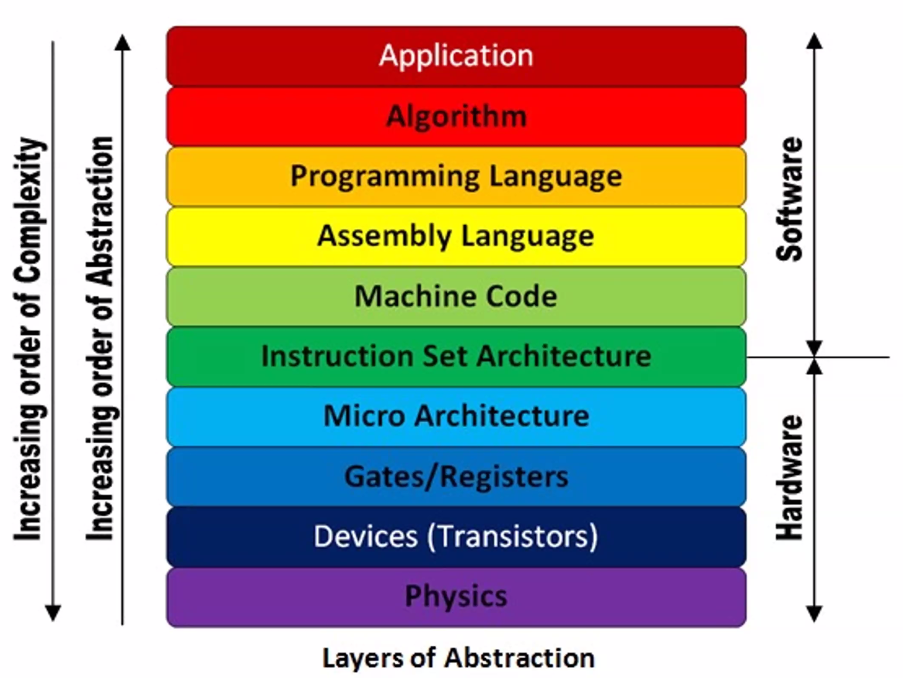 Increasing order of Complexity
Increasing order of Abstraction
Application
Algorithm
Programming Language
Assembly Language
Machine Code
Instruction Set Architecture
Micro Architecture
Gates/Registers
Devices (Transistors)
Physics
Software
Hardware
Layers of Abstraction